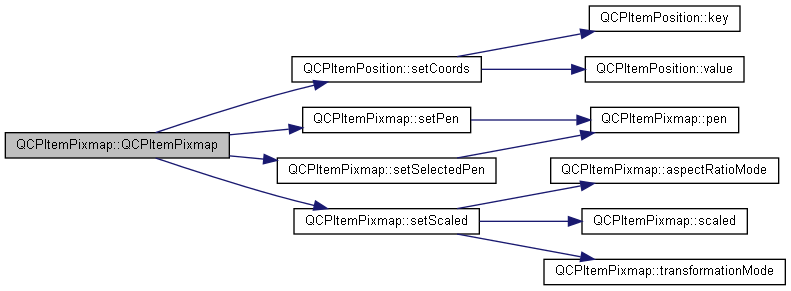 QCPItemPixmap::QCPItemPixmap
QCPItemPosition::setCoords
QCPItemPosition::key
QCPItemPosition::value
QCPItemPixmap::setPen
QCPItemPixmap::pen
QCPItemPixmap::setSelectedPen
QCPItemPixmap::setScaled
QCPItemPixmap::aspectRatioMode
QCPItemPixmap::scaled
QCPItemPixmap::transformationMode